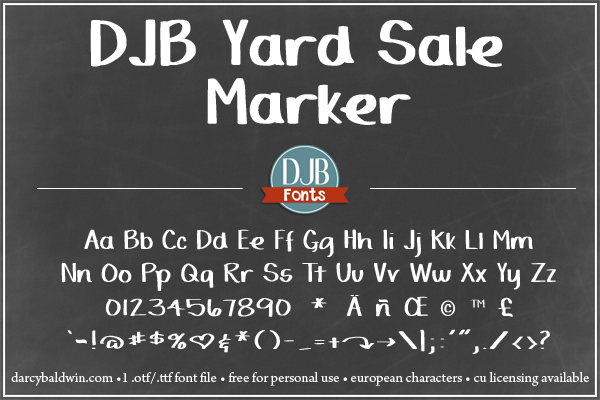 DJB Yard Sale
Marker
DJB
Fonts
Aa Bb Cc Dd Ee Ff Gg Hh Ii Jj Kk Ll Mm
Nn Oo Pp Qq Rr Ss Tt Uu Vv Ww Xx Yy Zz
01234567890 * Ä ñ Œ © ™ £
`~!@#$%♡&*()-_=+↷→\|;:'",./<>?
darcybaldwin.com • 1 .otf/.ttf font file • free for personal use • european characters • cu licensing available